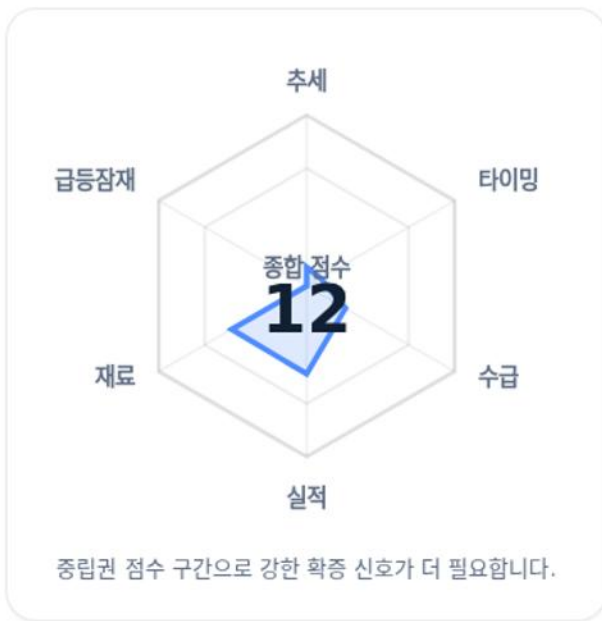 추세
급등잠재
타이밍
종합 점수
12
재료
수급
실적
중립권 점수 구간으로 강한 확증 신호가 더 필요합니다.